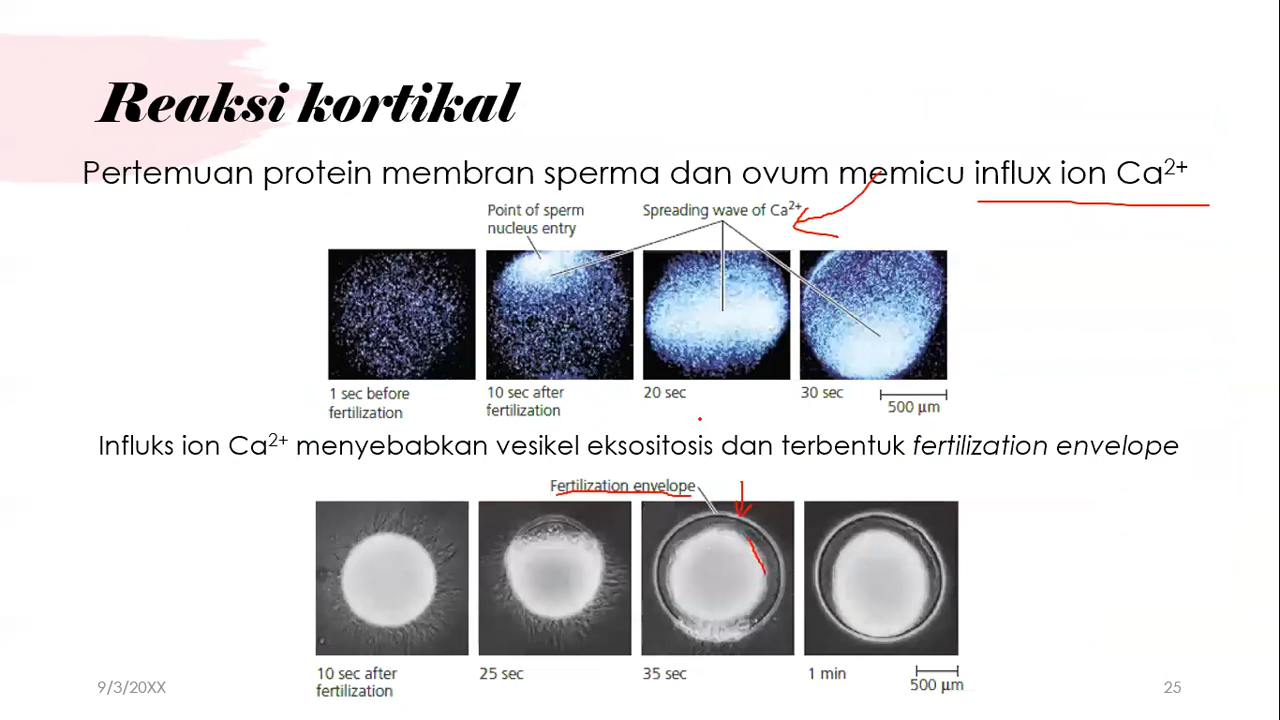 Reaksi kortikal
Pertemuan protein membran sperma dan ovum memicu influx ion Ca²⁺
Point of sperm
nucleus entry
Spreading wave of Ca²⁺
1 sec before
fertilization
10 sec after
fertilization
20 sec
30 sec
500 μm
Influks ion Ca²⁺ menyebabkan vesikel eksositosis dan terbentuk fertilization envelope
Fertilization envelope
10 sec after
fertilization
25 sec
35 sec
1 min
500 μm
9/3/20XX
25